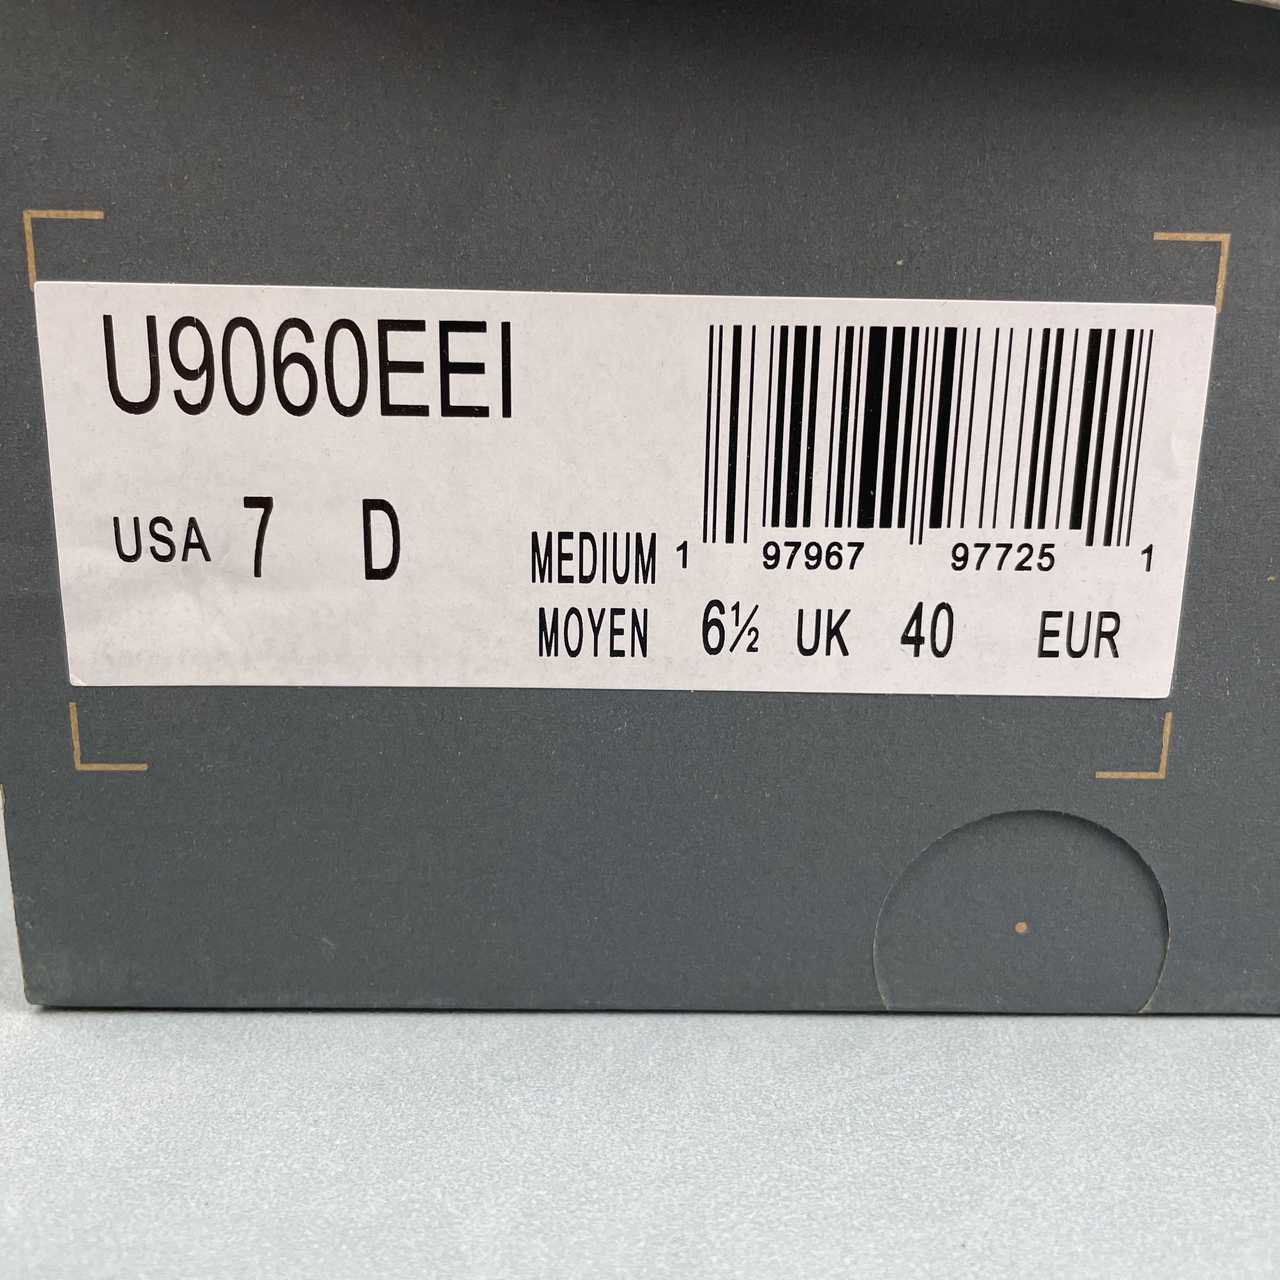 U9060EEI
USA 7 D
MEDIUM
MOYEN
1 97967 97725 1
6½ UK 40 EUR